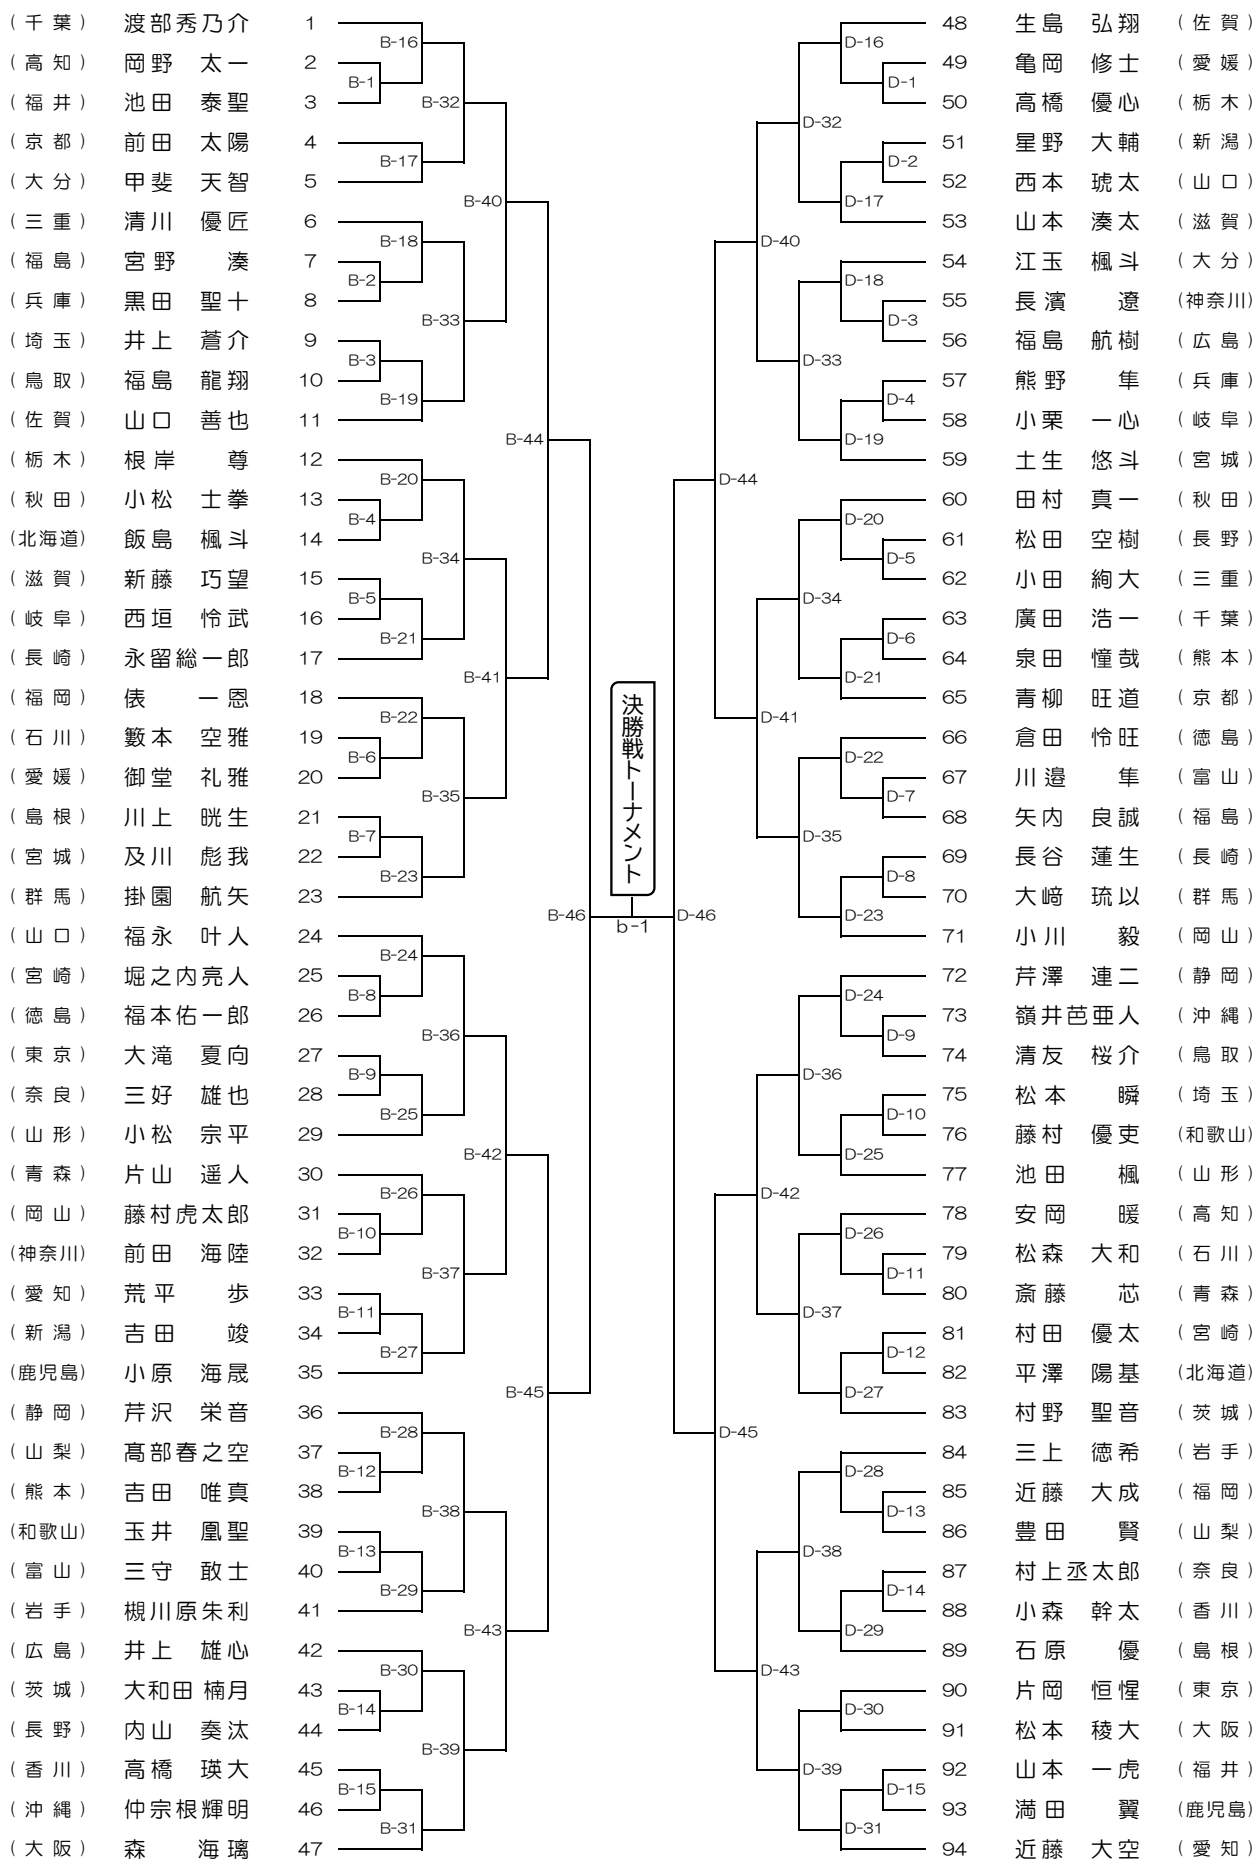 (千葉) 渡部秀乃介 1
(高知) 岡野 太一 2
(福井) 池田 泰聖 3
(京都) 前田 太陽 4
(大分) 甲斐 天智 5
(三重) 清川 優匠 6
(福島) 宮野 湊 7
(兵庫) 黒田 聖十 8
(埼玉) 井上 蒼介 9
(鳥取) 福島 龍翔 10
(佐賀) 山口 善也 11
(栃木) 根岸 尊 12
(秋田) 小松 士拳 13
(北海道) 飯島 楓斗 14
(滋賀) 新藤 巧望 15
(岐阜) 西垣 怜武 16
(長崎) 永留総一郎 17
(福岡) 俵 一恩 18
(石川) 籔本 空雅 19
(愛媛) 御堂 礼雅 20
(島根) 川上 晄生 21
(宮城) 及川 彪我 22
(群馬) 掛園 航矢 23
(山口) 福永 叶人 24
(宮崎) 堀之内亮人 25
(徳島) 福本佑一郎 26
(東京) 大滝 夏向 27
(奈良) 三好 雄也 28
(山形) 小松 宗平 29
(青森) 片山 遥人 30
(岡山) 藤村虎太郎 31
(神奈川) 前田 海陸 32
(愛知) 荒平 歩 33
(新潟) 吉田 竣 34
(鹿児島) 小原 海晟 35
(静岡) 芹沢 栄音 36
(山梨) 髙部春之空 37
(熊本) 吉田 唯真 38
(和歌山) 玉井 凰聖 39
(富山) 三守 敢士 40
(岩手) 槻川原朱利 41
(広島) 井上 雄心 42
(茨城) 大和田 楠月 43
(長野) 内山 奏汰 44
(香川) 高橋 瑛大 45
(沖縄) 仲宗根輝明 46
(大阪) 森 海璃 47
B-1
B-2
B-3
B-4
B-5
B-6
B-7
B-8
B-9
B-10
B-11
B-12
B-13
B-14
B-15
B-16
B-17
B-18
B-19
B-20
B-21
B-22
B-23
B-24
B-25
B-26
B-27
B-28
B-29
B-30
B-31
B-32
B-33
B-34
B-35
B-36
B-37
B-38
B-39
B-40
B-41
B-42
B-43
B-44
B-45
B-46
決勝戦トーナメント
b-1
D-46
D-44
D-45
D-40
D-41
D-42
D-43
D-32
D-33
D-34
D-35
D-36
D-37
D-38
D-39
D-16
D-17
D-18
D-19
D-20
D-21
D-22
D-23
D-24
D-25
D-26
D-27
D-28
D-29
D-30
D-31
D-1
D-2
D-3
D-4
D-5
D-6
D-7
D-8
D-9
D-10
D-11
D-12
D-13
D-14
D-15
48 生島 弘翔 (佐賀)
49 亀岡 修士 (愛媛)
50 高橋 優心 (栃木)
51 星野 大輔 (新潟)
52 西本 琥太 (山口)
53 山本 湊太 (滋賀)
54 江玉 楓斗 (大分)
55 長濱 遼 (神奈川)
56 福島 航樹 (広島)
57 熊野 隼 (兵庫)
58 小栗 一心 (岐阜)
59 土生 悠斗 (宮城)
60 田村 真一 (秋田)
61 松田 空樹 (長野)
62 小田 絢大 (三重)
63 廣田 浩一 (千葉)
64 泉田 憧哉 (熊本)
65 青柳 旺道 (京都)
66 倉田 怜旺 (徳島)
67 川邉 隼 (富山)
68 矢内 良誠 (福島)
69 長谷 蓮生 (長崎)
70 大﨑 琉以 (群馬)
71 小川 毅 (岡山)
72 芹澤 連二 (静岡)
73 嶺井芭亜人 (沖縄)
74 清友 桜介 (鳥取)
75 松本 瞬 (埼玉)
76 藤村 優吏 (和歌山)
77 池田 楓 (山形)
78 安岡 暖 (高知)
79 松森 大和 (石川)
80 斎藤 芯 (青森)
81 村田 優太 (宮崎)
82 平澤 陽基 (北海道)
83 村野 聖音 (茨城)
84 三上 徳希 (岩手)
85 近藤 大成 (福岡)
86 豊田 賢 (山梨)
87 村上丞太郎 (奈良)
88 小森 幹太 (香川)
89 石原 優 (島根)
90 片岡 恒惺 (東京)
91 松本 稜大 (大阪)
92 山本 一虎 (福井)
93 満田 翼 (鹿児島)
94 近藤 大空 (愛知)